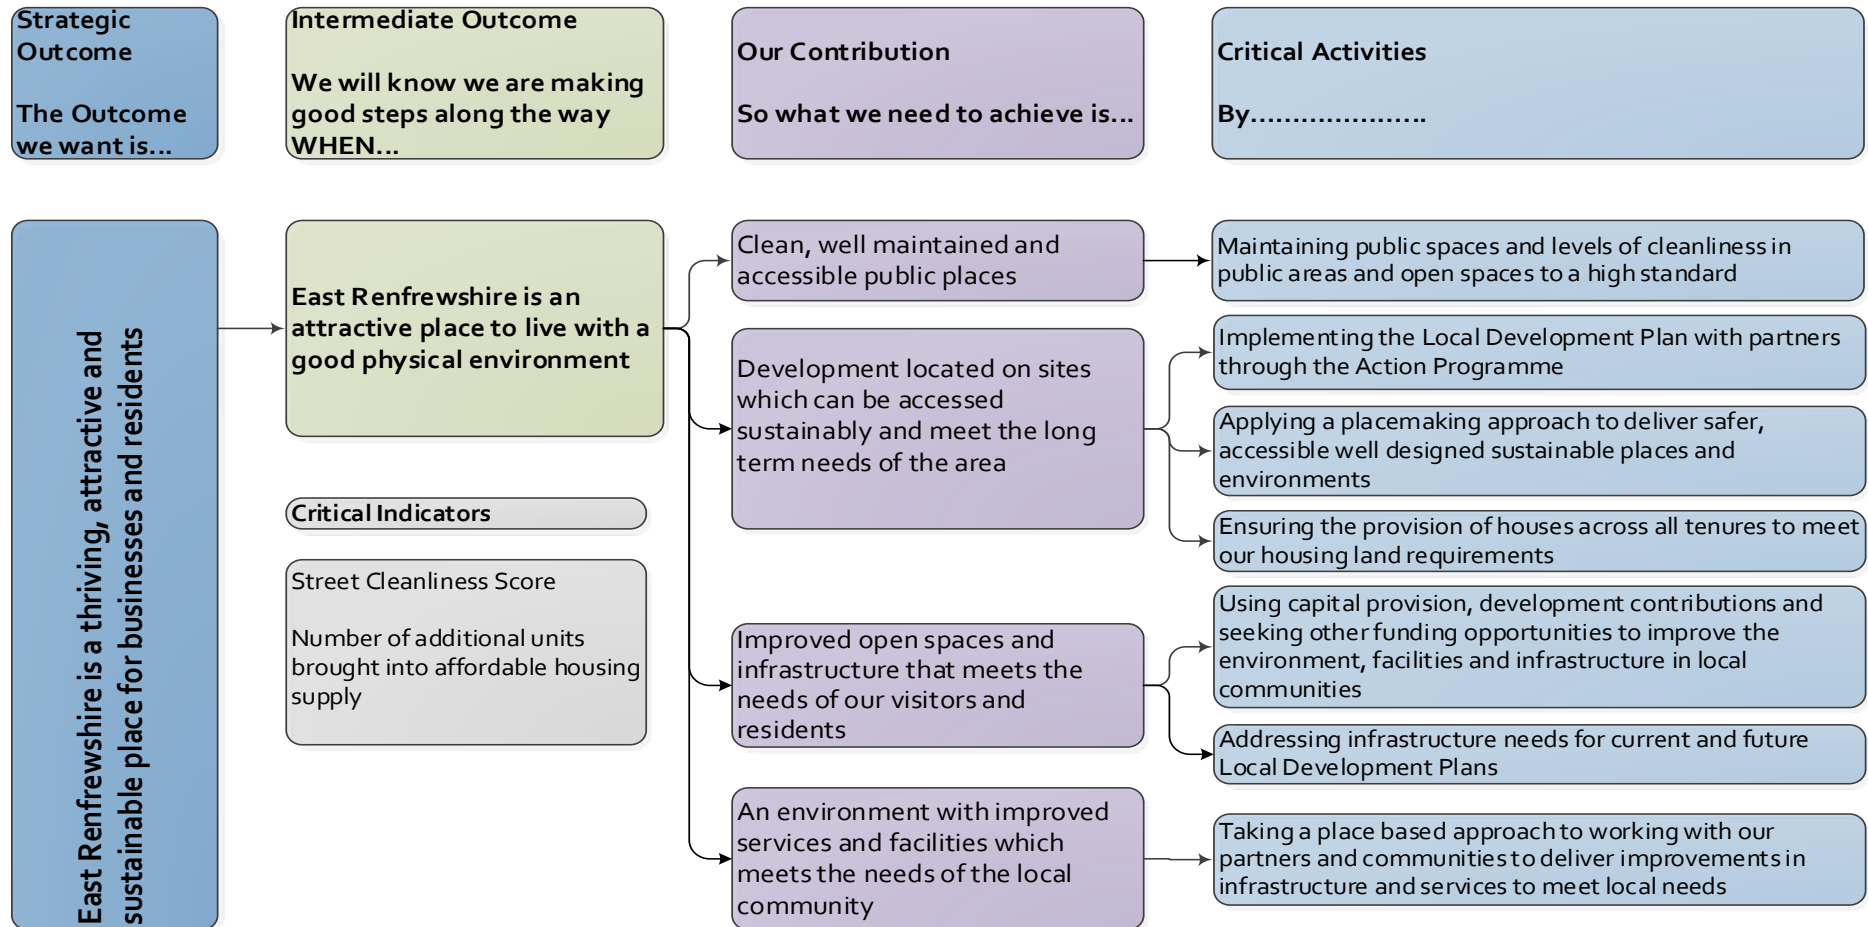 Strategic
Outcome
The Outcome
we want is...
Intermediate Outcome
We will know we are making
good steps along the way
WHEN...
Our Contribution
So what we need to achieve is...
Critical Activities
By.....................
East Renfrewshire is a thriving, attractive and
sustainable place for businesses and residents
East Renfrewshire is an
attractive place to live with a
good physical environment
Critical Indicators
Street Cleanliness Score
Number of additional units
brought into affordable housing
supply
Clean, well maintained and
accessible public places
Development located on sites
which can be accessed
sustainably and meet the long
term needs of the area
Improved open spaces and
infrastructure that meets the
needs of our visitors and
residents
An environment with improved
services and facilities which
meets the needs of the local
community
Maintaining public spaces and levels of cleanliness in
public areas and open spaces to a high standard
Implementing the Local Development Plan with partners
through the Action Programme
Applying a placemaking approach to deliver safer,
accessible well designed sustainable places and
environments
Ensuring the provision of houses across all tenures to meet
our housing land requirements
Using capital provision, development contributions and
seeking other funding opportunities to improve the
environment, facilities and infrastructure in local
communities
Addressing infrastructure needs for current and future
Local Development Plans
Taking a place based approach to working with our
partners and communities to deliver improvements in
infrastructure and services to meet local needs